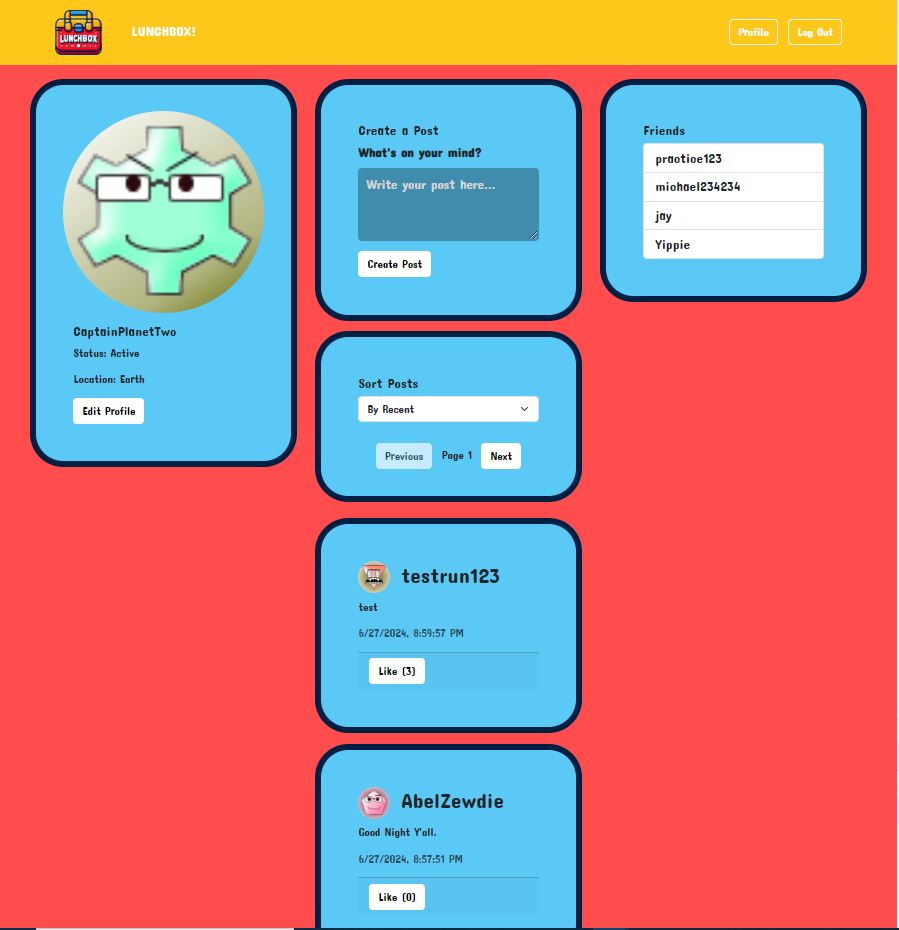 LUNCHBOX
LUNCHBOX!
Profile
Log Out
CaptainPlanetTwo
Status: Active
Location: Earth
Edit Profile
Create a Post
What's on your mind?
Write your post here...
Create Post
Sort Posts
By Recent
Previous
Page 1
Next
testrun123
test
6/27/2024, 8:59:57 PM
Like (3)
AbelZewdie
Good Night Y'all.
6/27/2024, 8:57:51 PM
Like (0)
Friends
practice123
michael234234
jay
Yippie